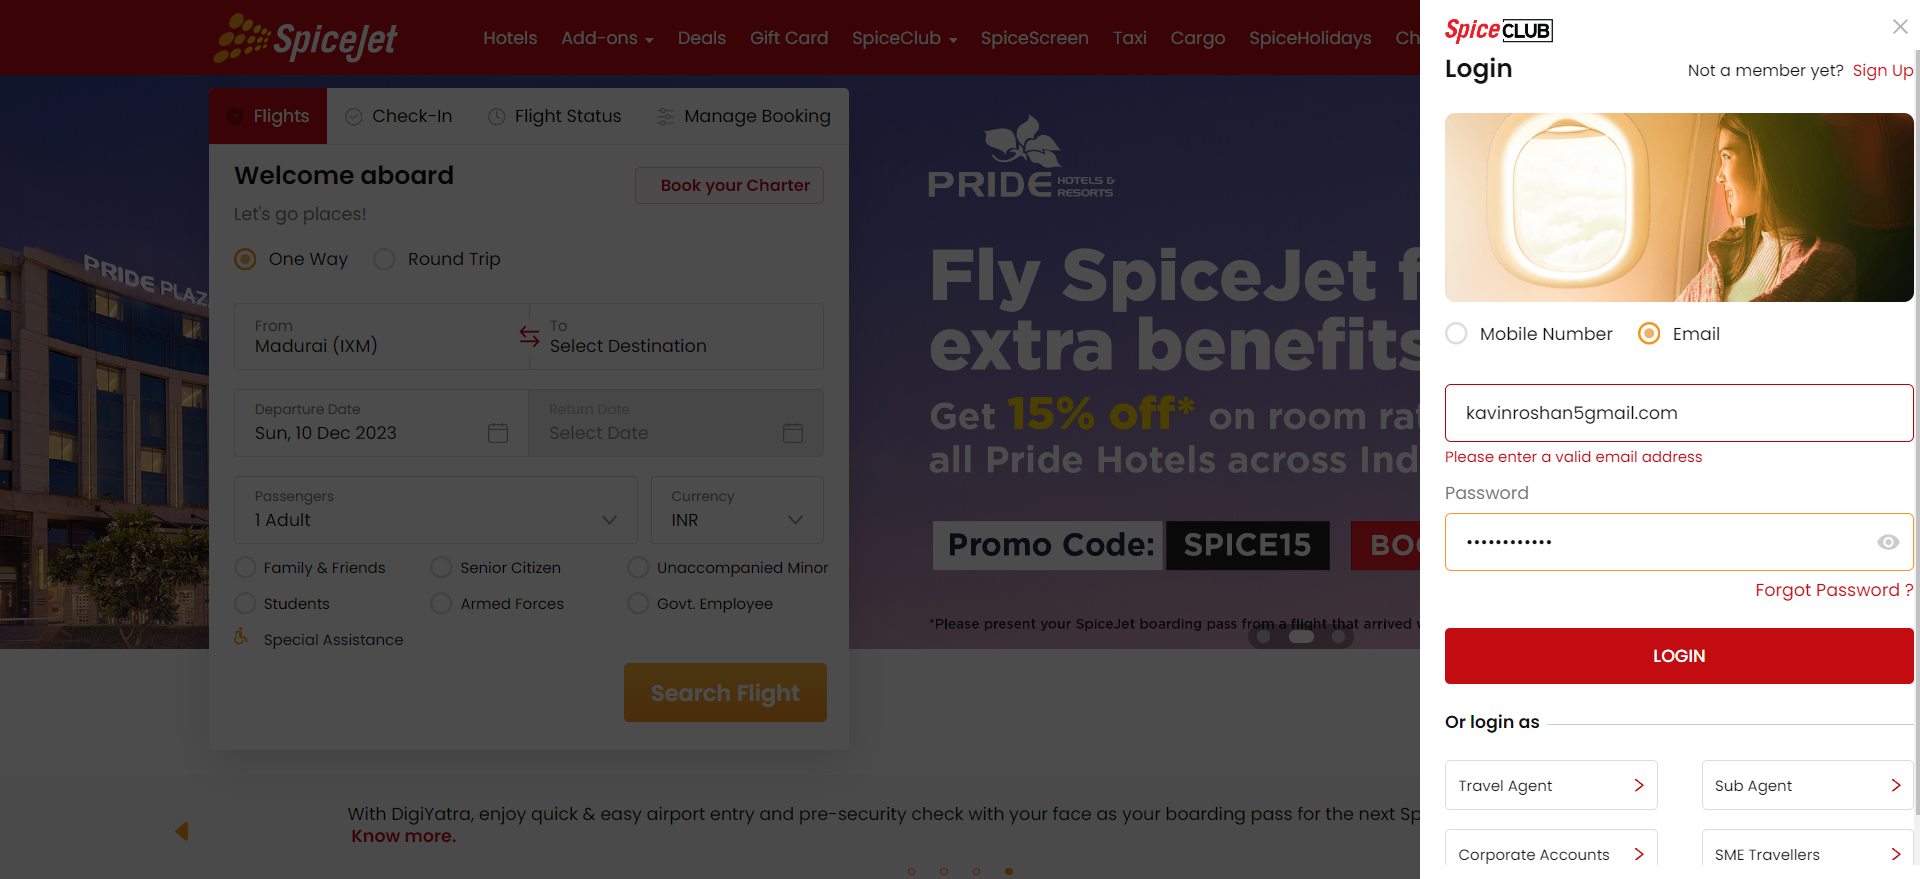 SpiceJet
Hotels Add-ons Deals Gift Card SpiceClub SpiceScreen Taxi Cargo SpiceHolidays Ch
Flights Check-In Flight Status Manage Booking
Welcome aboard
Book your Charter
Let's go places!
One Way Round Trip
From
Madurai (IXM)
To
Select Destination
Departure Date
Sun, 10 Dec 2023
Return Date
Select Date
Passengers
1 Adult
Currency
INR
Family & Friends Senior Citizen Unaccompanied Minor
Students Armed Forces Govt. Employee
Special Assistance
Search Flight
PRIDE PLAZ
PRIDE HOTELS &
RESORTS
Fly SpiceJet f
extra benefits
Get 15% off* on room rat
all Pride Hotels across Ind
Promo Code: SPICE15 BOO
*Please present your SpiceJet boarding pass from a flight that arrived w
With DigiYatra, enjoy quick & easy airport entry and pre-security check with your face as your boarding pass for the next Sp
Know more.
SpiceCLUB
Login
Not a member yet? Sign Up
Mobile Number Email
kavinroshan5gmail.com
Please enter a valid email address
Password
••••••••••••
Forgot Password ?
LOGIN
Or login as
Travel Agent Sub Agent
Corporate Accounts SME Travellers